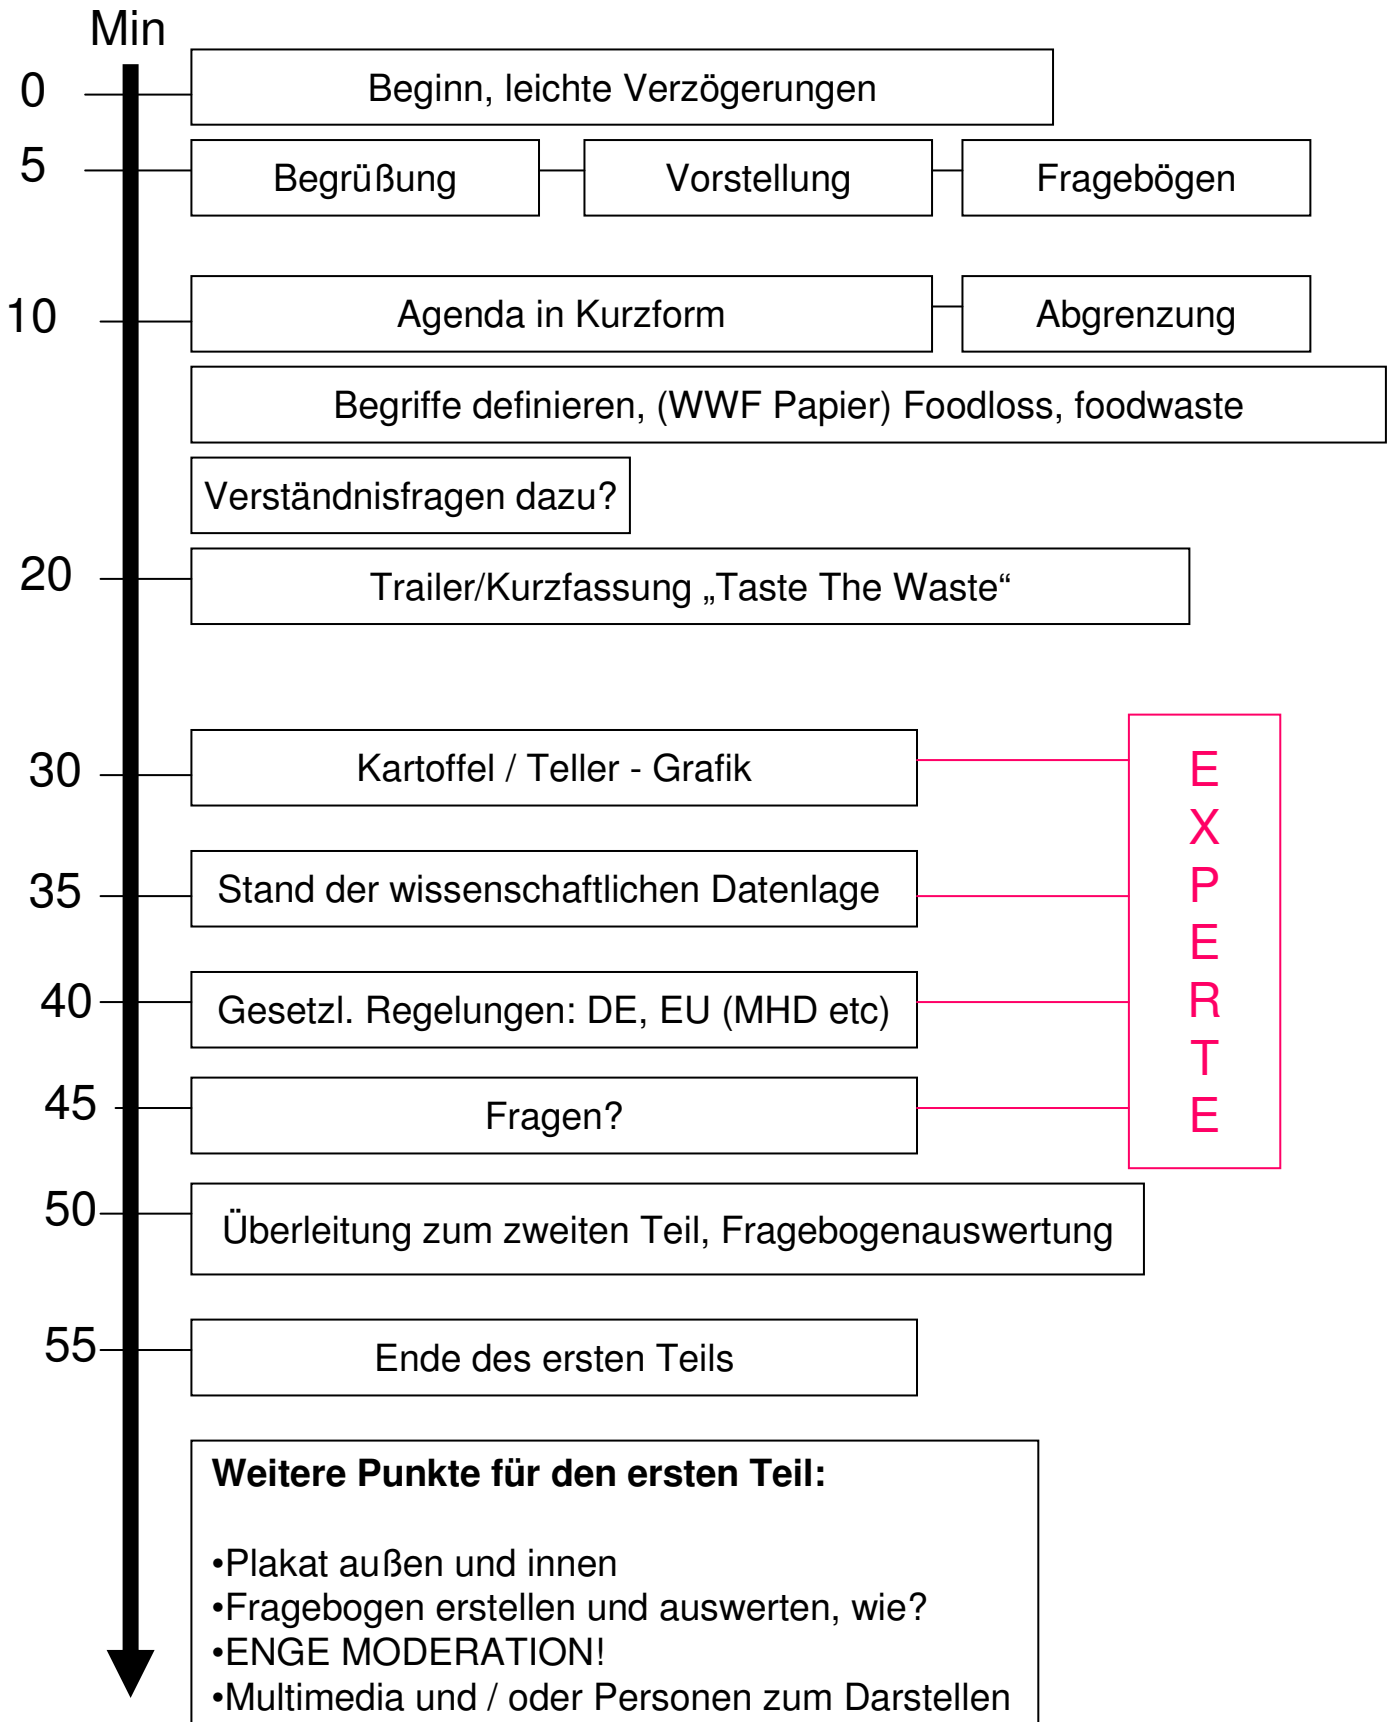 Min
0
Beginn, leichte Verzögerungen
5
Begrüßung
Vorstellung
Fragebögen
10
Agenda in Kurzform
Abgrenzung
Begriffe definieren, (WWF Papier) Foodloss, foodwaste
Verständnisfragen dazu?
20
Trailer/Kurzfassung „Taste The Waste“
30
Kartoffel / Teller - Grafik
35
Stand der wissenschaftlichen Datenlage
40
Gesetzl. Regelungen: DE, EU (MHD etc)
45
Fragen?
E
X
P
E
R
T
E
50
Überleitung zum zweiten Teil, Fragebogenauswertung
55
Ende des ersten Teils
Weitere Punkte für den ersten Teil:
•Plakat außen und innen
•Fragebogen erstellen und auswerten, wie?
•ENGE MODERATION!
•Multimedia und / oder Personen zum Darstellen